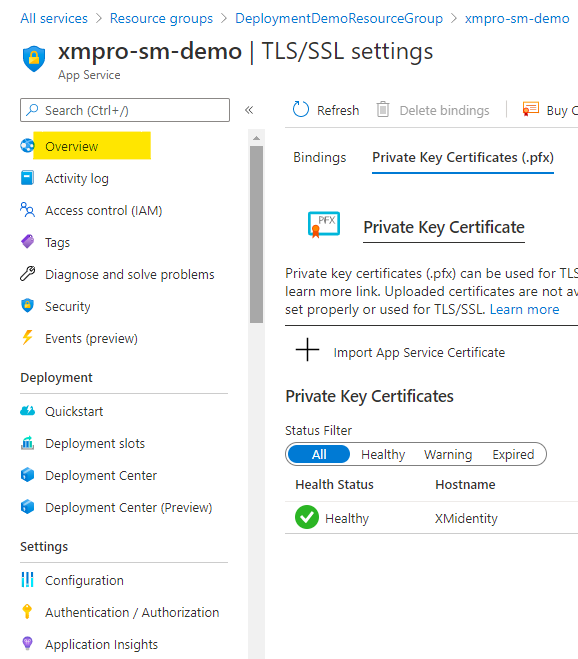 All services > Resource groups > DeploymentDemoResourceGroup > xmpro-sm-demo
xmpro-sm-demo | TLS/SSL settings
App Service
Search (Ctrl+/)
«
Overview
Activity log
Access control (IAM)
Tags
Diagnose and solve problems
Security
Events (preview)
Deployment
Quickstart
Deployment slots
Deployment Center
Deployment Center (Preview)
Settings
Configuration
Authentication / Authorization
Application Insights
Refresh
Delete bindings
Buy C
Bindings
Private Key Certificates (.pfx)
PFX
Private Key Certificate
Private key certificates (.pfx) can be used for TLS
learn more link. Uploaded certificates are not av
set properly or used for TLS/SSL. Learn more
Import App Service Certificate
Private Key Certificates
Status Filter
All Healthy Warning Expired
Health Status Hostname
Healthy XMidentity